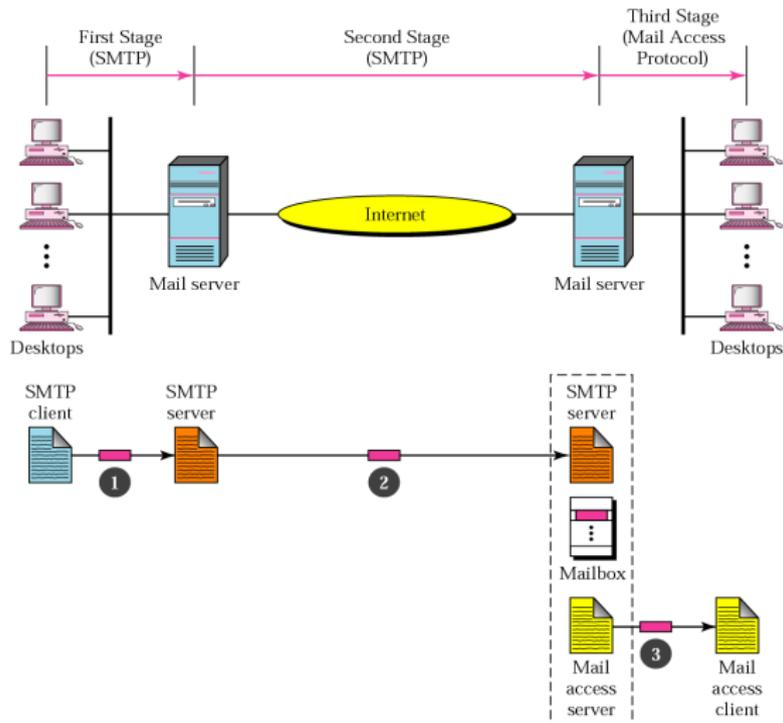 First Stage
(SMTP)
Second Stage
(SMTP)
Third Stage
(Mail Access
Protocol)
Internet
Mail server
Mail server
Desktops
Desktops
SMTP
client
SMTP
server
SMTP
server
1
2
Mailbox
3
Mail
access
server
Mail
access
client